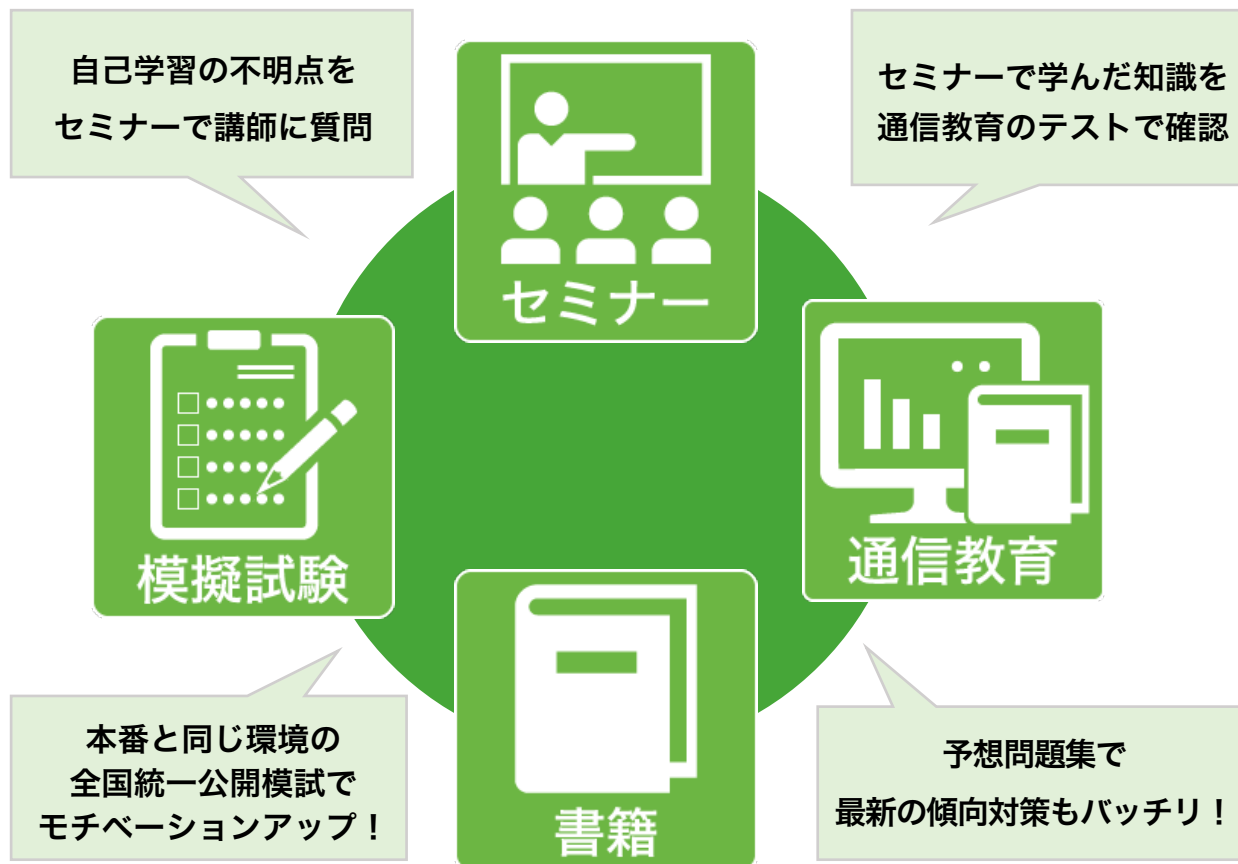 自己学習の不明点を
セミナーで講師に質問
セミナーで学んだ知識を
通信教育のテストで確認
セミナー
模擬試験
通信教育
本番と同じ環境の
全国統一公開模試で
モチベーションアップ！
予想問題集で
最新の傾向対策もバッチリ！
書籍